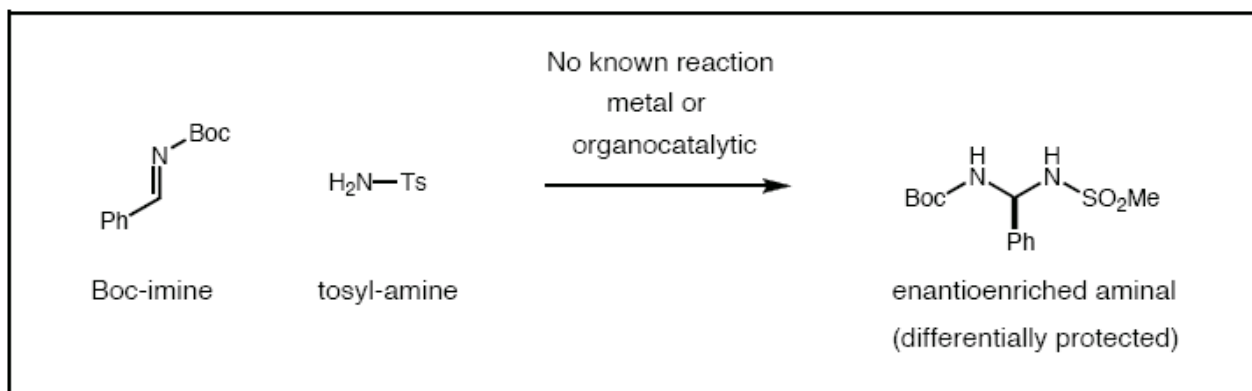 No known reaction
metal or
organocatalytic
Boc
N
Ph
H₂N—Ts
H H
Boc N N SO₂Me
Ph
Boc-imine tosyl-amine enantioenriched aminal
(differentially protected)